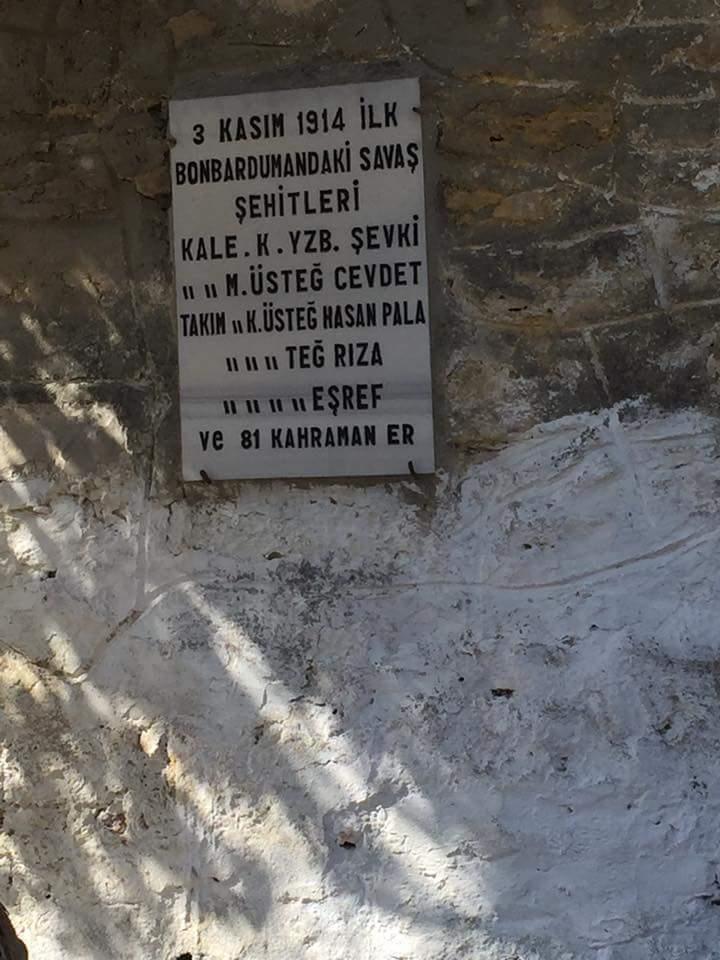 3 KASIM 1914 İLK
BONBARDUMANDAKİ SAVAŞ
ŞEHİTLERİ
KALE.K.YZB. ŞEVKİ
" " M.ÜSTEĞ CEVDET
TAKIM " K.ÜSTEĞ HASAN PALA
" " " TEĞ RIZA
" " " " EŞREF
ve 81 KAHRAMAN ER